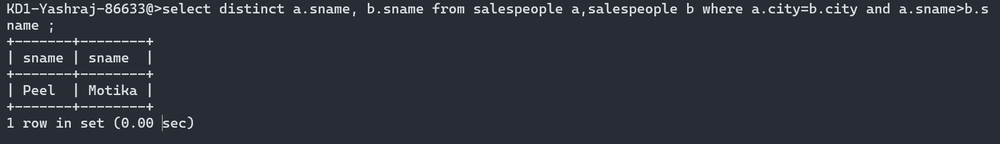 KD1-Yashraj-86633@>select distinct a.sname, b.sname from salespeople a,salespeople b where a.city=b.city and a.sname>b.s
name ;
+-------+--------+
| sname | sname  |
+-------+--------+
| Peel  | Motika |
+-------+--------+
1 row in set (0.00 sec)